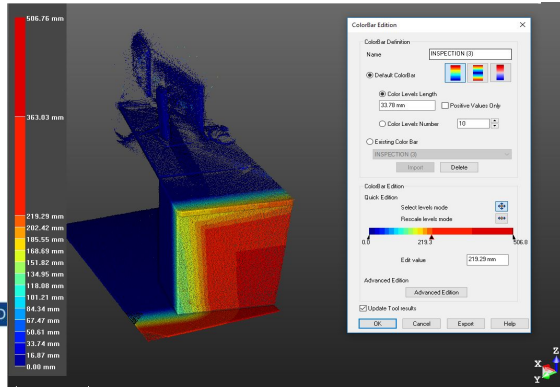 506.76 mm
363.03 mm
219.29 mm
202.42 mm
185.55 mm
168.69 mm
151.82 mm
134.95 mm
118.08 mm
101.21 mm
84.34 mm
67.47 mm
50.61 mm
33.74 mm
16.87 mm
0.00 mm
ColorBar Edition
ColorBar Definition
Name INSPECTION (3)
Default ColorBar
Color Levels Length
33.78 mm Positive Values Only
Color Levels Number 10
Existing Color Bar
INSPECTION (3)
Import Delete
ColorBar Edition
Quick Edition
Select levels mode
Rescale levels mode
0.0 219.3 506.8
Edit value 219.29 mm
Advanced Edition
Advanced Edition
Update Tool results
OK Cancel Export Help
Z
X
Y